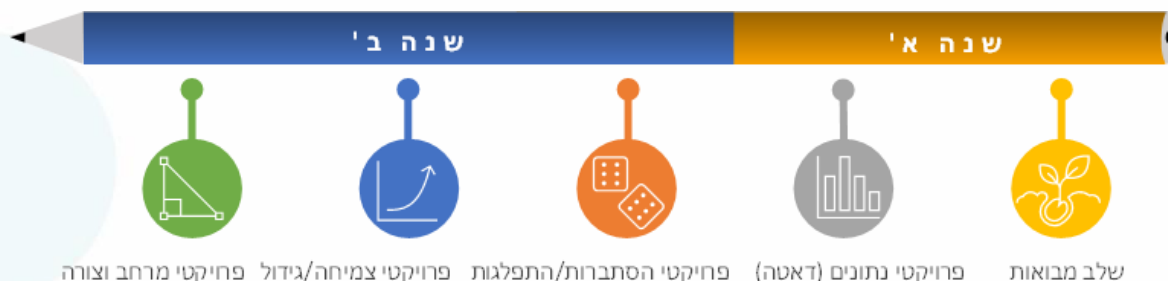 שנה א'
שנה ב'
שלב מבואות
פרויקטי נתונים (דאטה)
פרויקטי הסתברות/התפלגות
פרויקטי צמיחה/גידול
פרויקטי מרחב וצורה